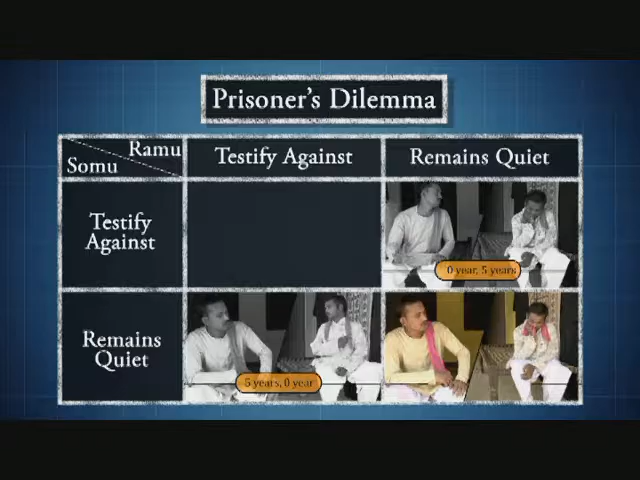 Prisoner's Dilemma
Ramu
Somu
Testify Against
Remains Quiet
Testify
Against
0 year, 5 years
Remains
Quiet
5 years, 0 year